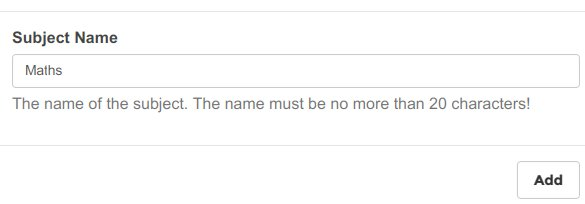 Subject Name
Maths
The name of the subject. The name must be no more than 20 characters!
Add